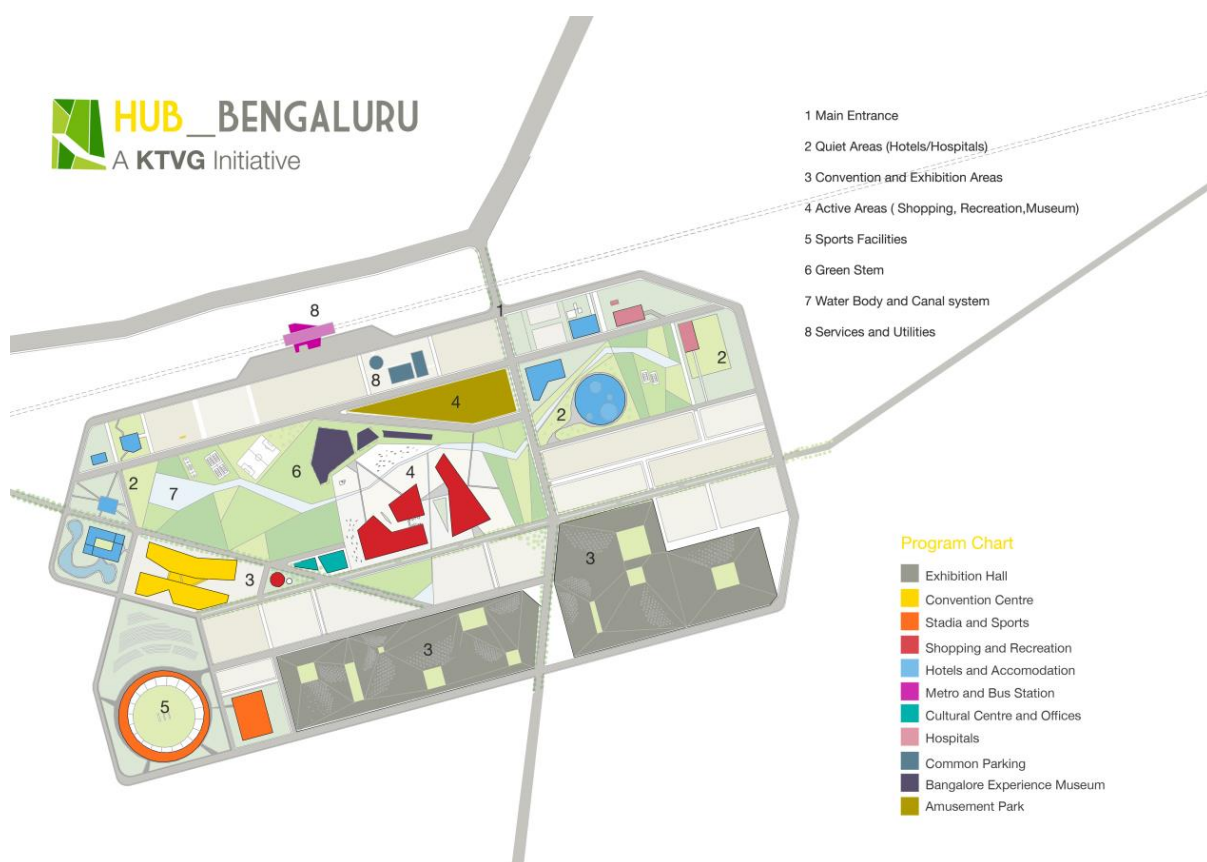 HUB_BENGALURU
A KTVG Initiative
1 Main Entrance
2 Quiet Areas (Hotels/Hospitals)
3 Convention and Exhibition Areas
4 Active Areas ( Shopping, Recreation,Museum)
5 Sports Facilities
6 Green Stem
7 Water Body and Canal system
8 Services and Utilities
8
1
8
2
4
2
6
4
2
7
3
3
3
5
Program Chart
Exhibition Hall
Convention Centre
Stadia and Sports
Shopping and Recreation
Hotels and Accomodation
Metro and Bus Station
Cultural Centre and Offices
Hospitals
Common Parking
Bangalore Experience Museum
Amusement Park